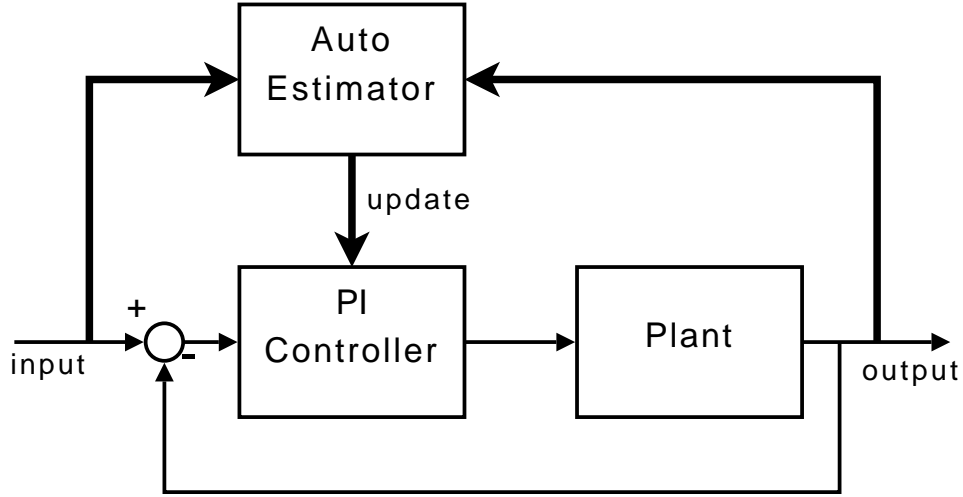 Auto
Estimator
update
+
PI
Controller
Plant
-
input
output